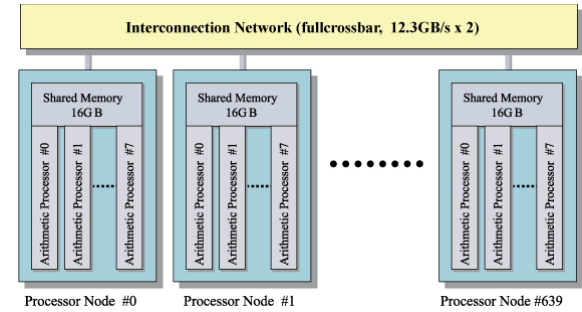 Interconnection Network (fullcrossbar, 12.3GB/s x 2)
Shared Memory
16GB
Arithmetic Processor #0
Arithmetic Processor #1
Arithmetic Processor #7
Processor Node #0
Shared Memory
16GB
Arithmetic Processor #0
Arithmetic Processor #1
Arithmetic Processor #7
Processor Node #1
Shared Memory
16GB
Arithmetic Processor #0
Arithmetic Processor #1
Arithmetic Processor #7
Processor Node #639